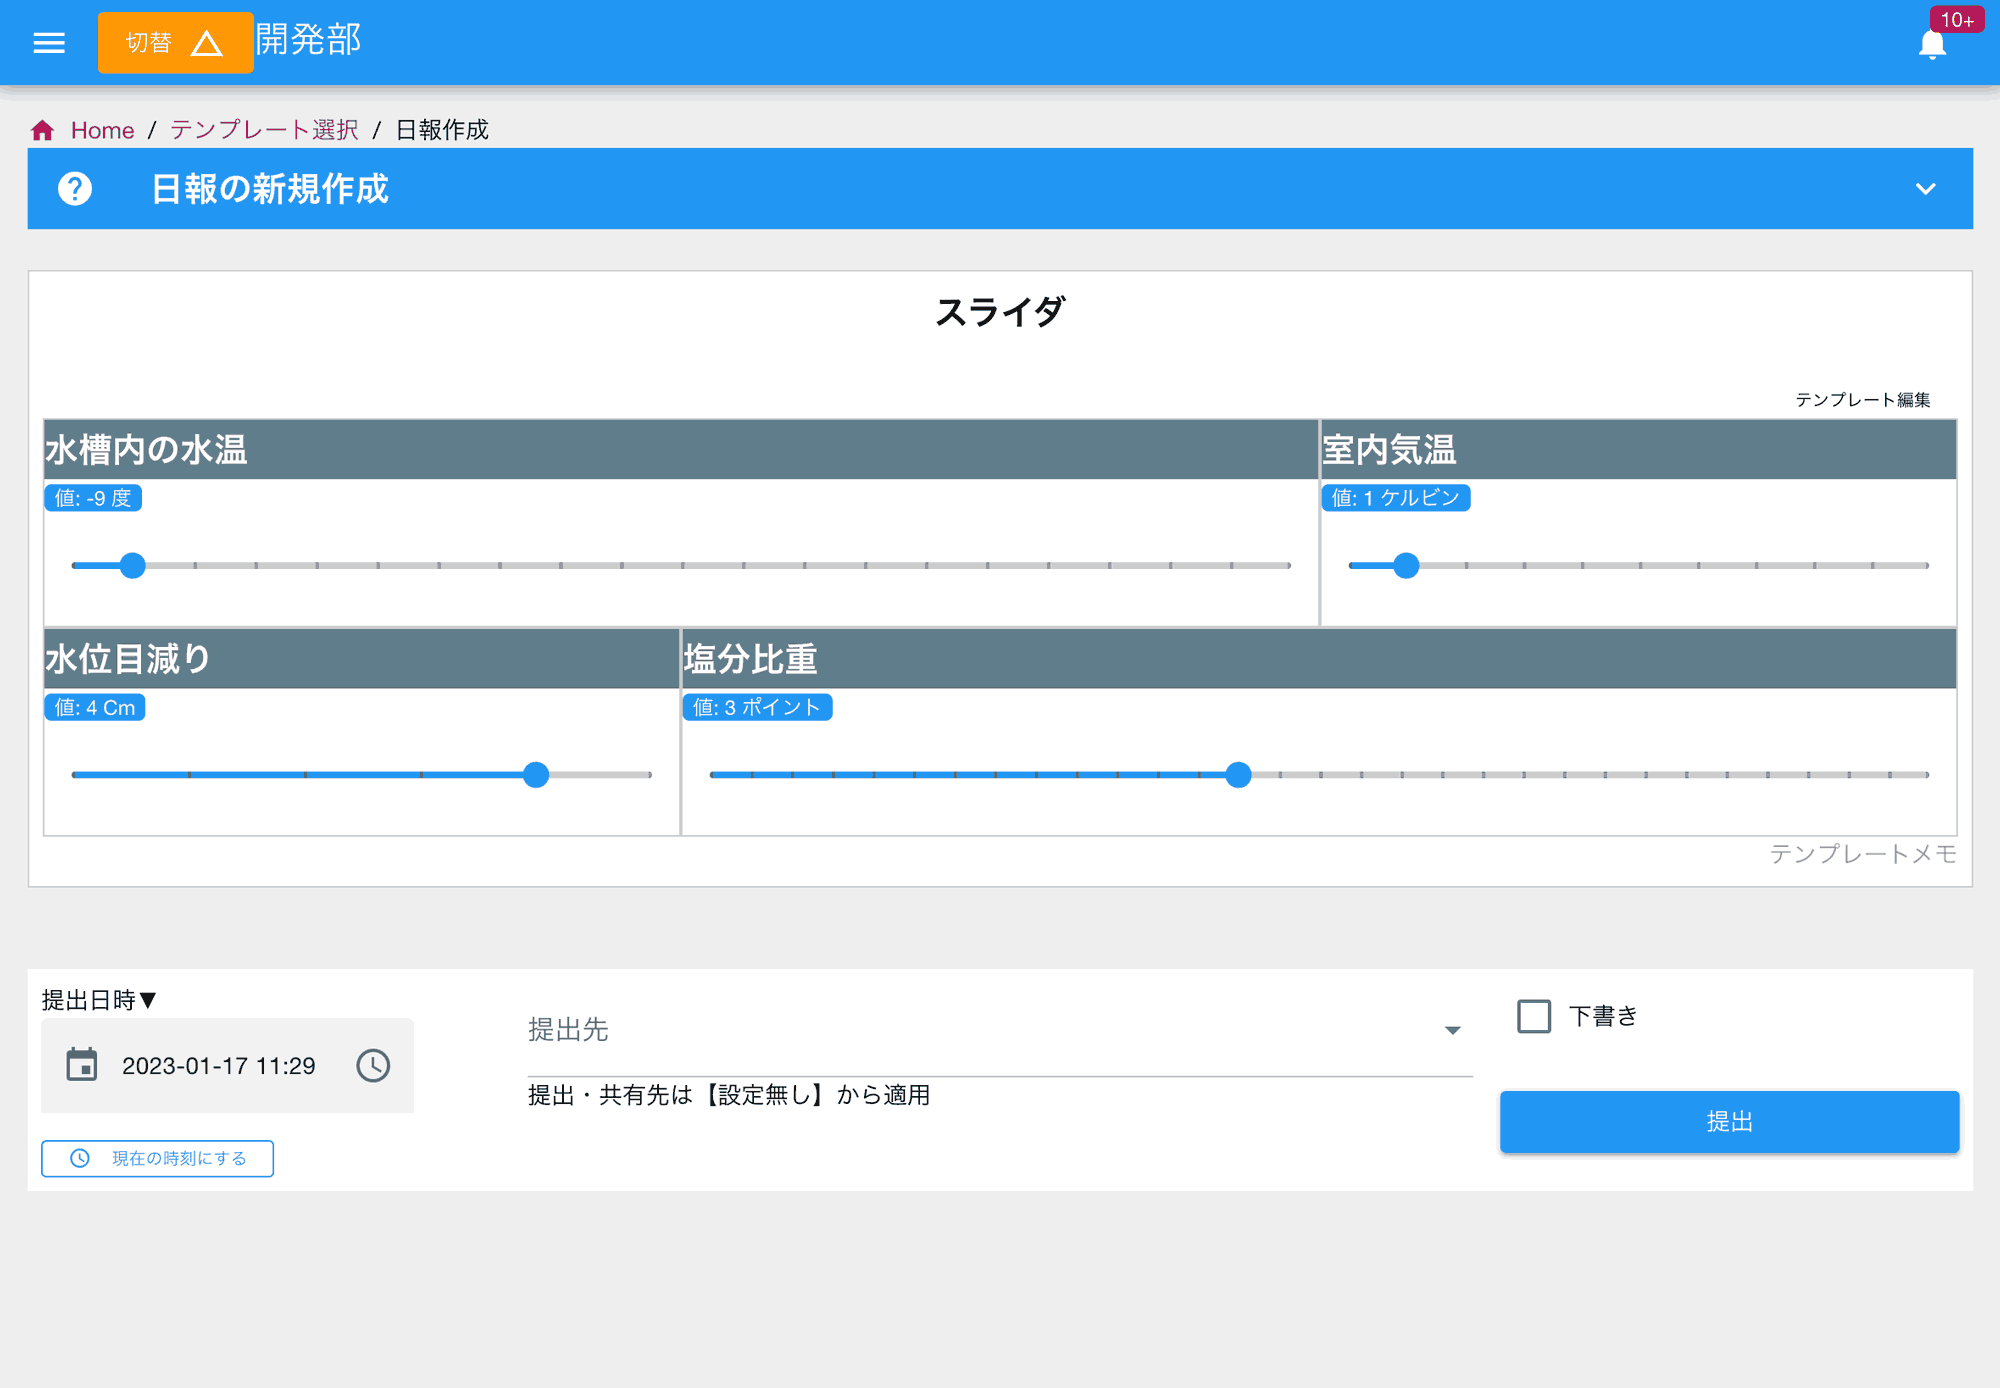 切替
開発部
10+
Home / テンプレート選択 / 日報作成
日報の新規作成
スライダ
テンプレート編集
水槽内の水温
値: -9 度
室内気温
値: 1 ケルビン
水位目減り
値: 4 Cm
塩分比重
値: 3 ポイント
テンプレートメモ
提出日時▼
2023-01-17 11:29
現在の時刻にする
提出先
提出・共有先は【設定無し】から適用
下書き
提出